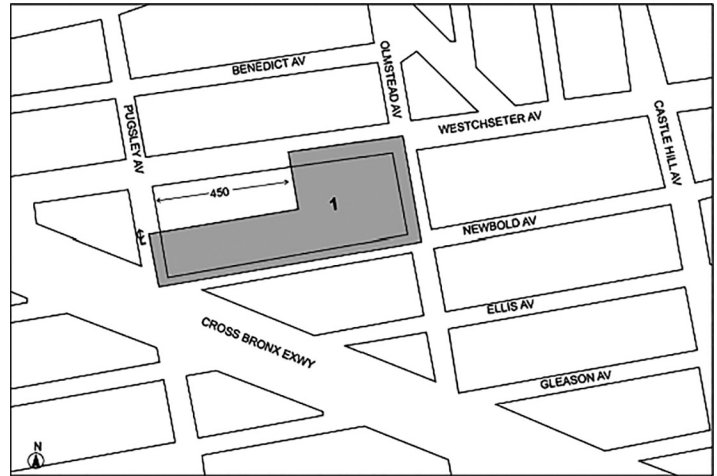 BENEDICT AV
OLMSTEAD AV
PUGSLEY AV
WESTCHSETER AV
CASTLE HILL AV
450
1
NEWBOLD AV
℄
ELLIS AV
CROSS BRONX EXWY
GLEASON AV
N